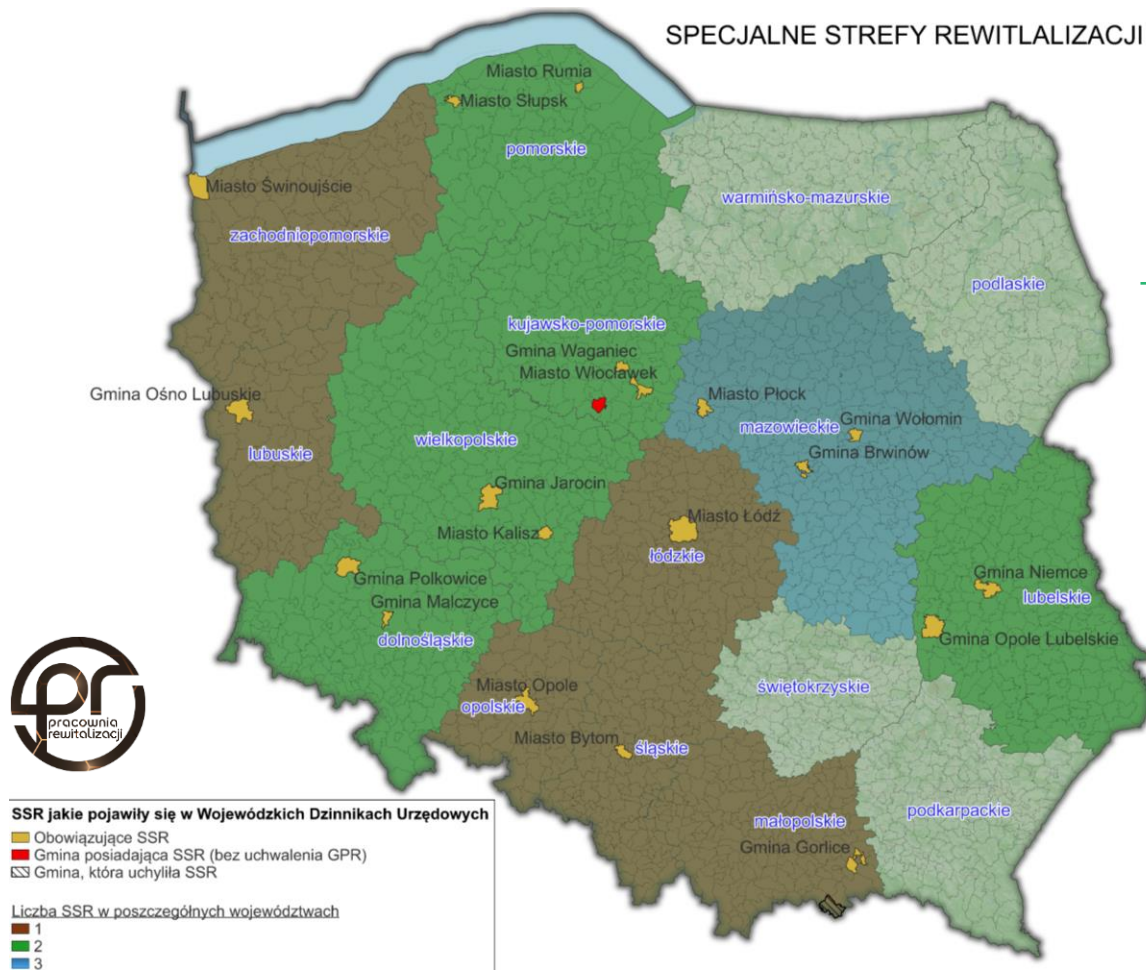 SPECJALNE STREFY REWITLALIZACJI
Miasto Rumia
Miasto Słupsk
pomorskie
Miasto Świnoujście
warmińsko-mazurskie
zachodniopomorskie
podlaskie
kujawsko-pomorskie
Gmina Waganiec
Miasto Włocławek
Gmina Ośno Lubuskie
Miasto Płock
Gmina Wołomin
mazowieckie
wielkopolskie
Gmina Brwinów
lubuskie
Gmina Jarocin
Miasto Łódź
Miasto Kalisz
łódzkie
Gmina Polkowice
Gmina Niemce
lubelskie
Gmina Malczyce
dolnośląskie
Gmina Opole Lubelskie
Miasto Opole
świętokrzyskie
opolskie
pr
pracownia
rewitalizacji
Miasto Bytom
śląskie
podkarpackie
małopolskie
Gmina Gorlice
SSR jakie pojawiły się w Wojewódzkich Dzinnikach Urzędowych
Obowiązujące SSR
Gmina posiadająca SSR (bez uchwalenia GPR)
Gmina, która uchyliła SSR
Liczba SSR w poszczególnych województwach
1
2
3